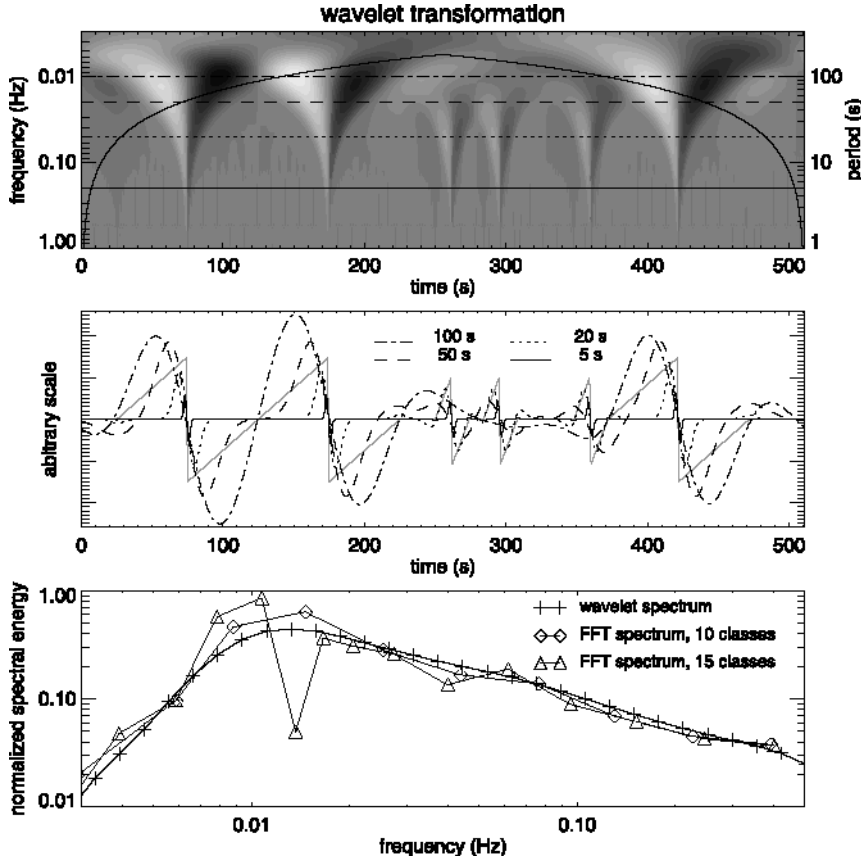 wavelet transformation
frequency (Hz)
0.01
0.10
1.00
100
10
1
period (s)
0 100 200 300 400 500
time (s)
abitrary scale
100 s
50 s
20 s
5 s
0 100 200 300 400 500
time (s)
normalized spectral energy
1.00
0.10
0.01
wavelet spectrum
FFT spectrum, 10 classes
FFT spectrum, 15 classes
0.01 0.10
frequency (Hz)